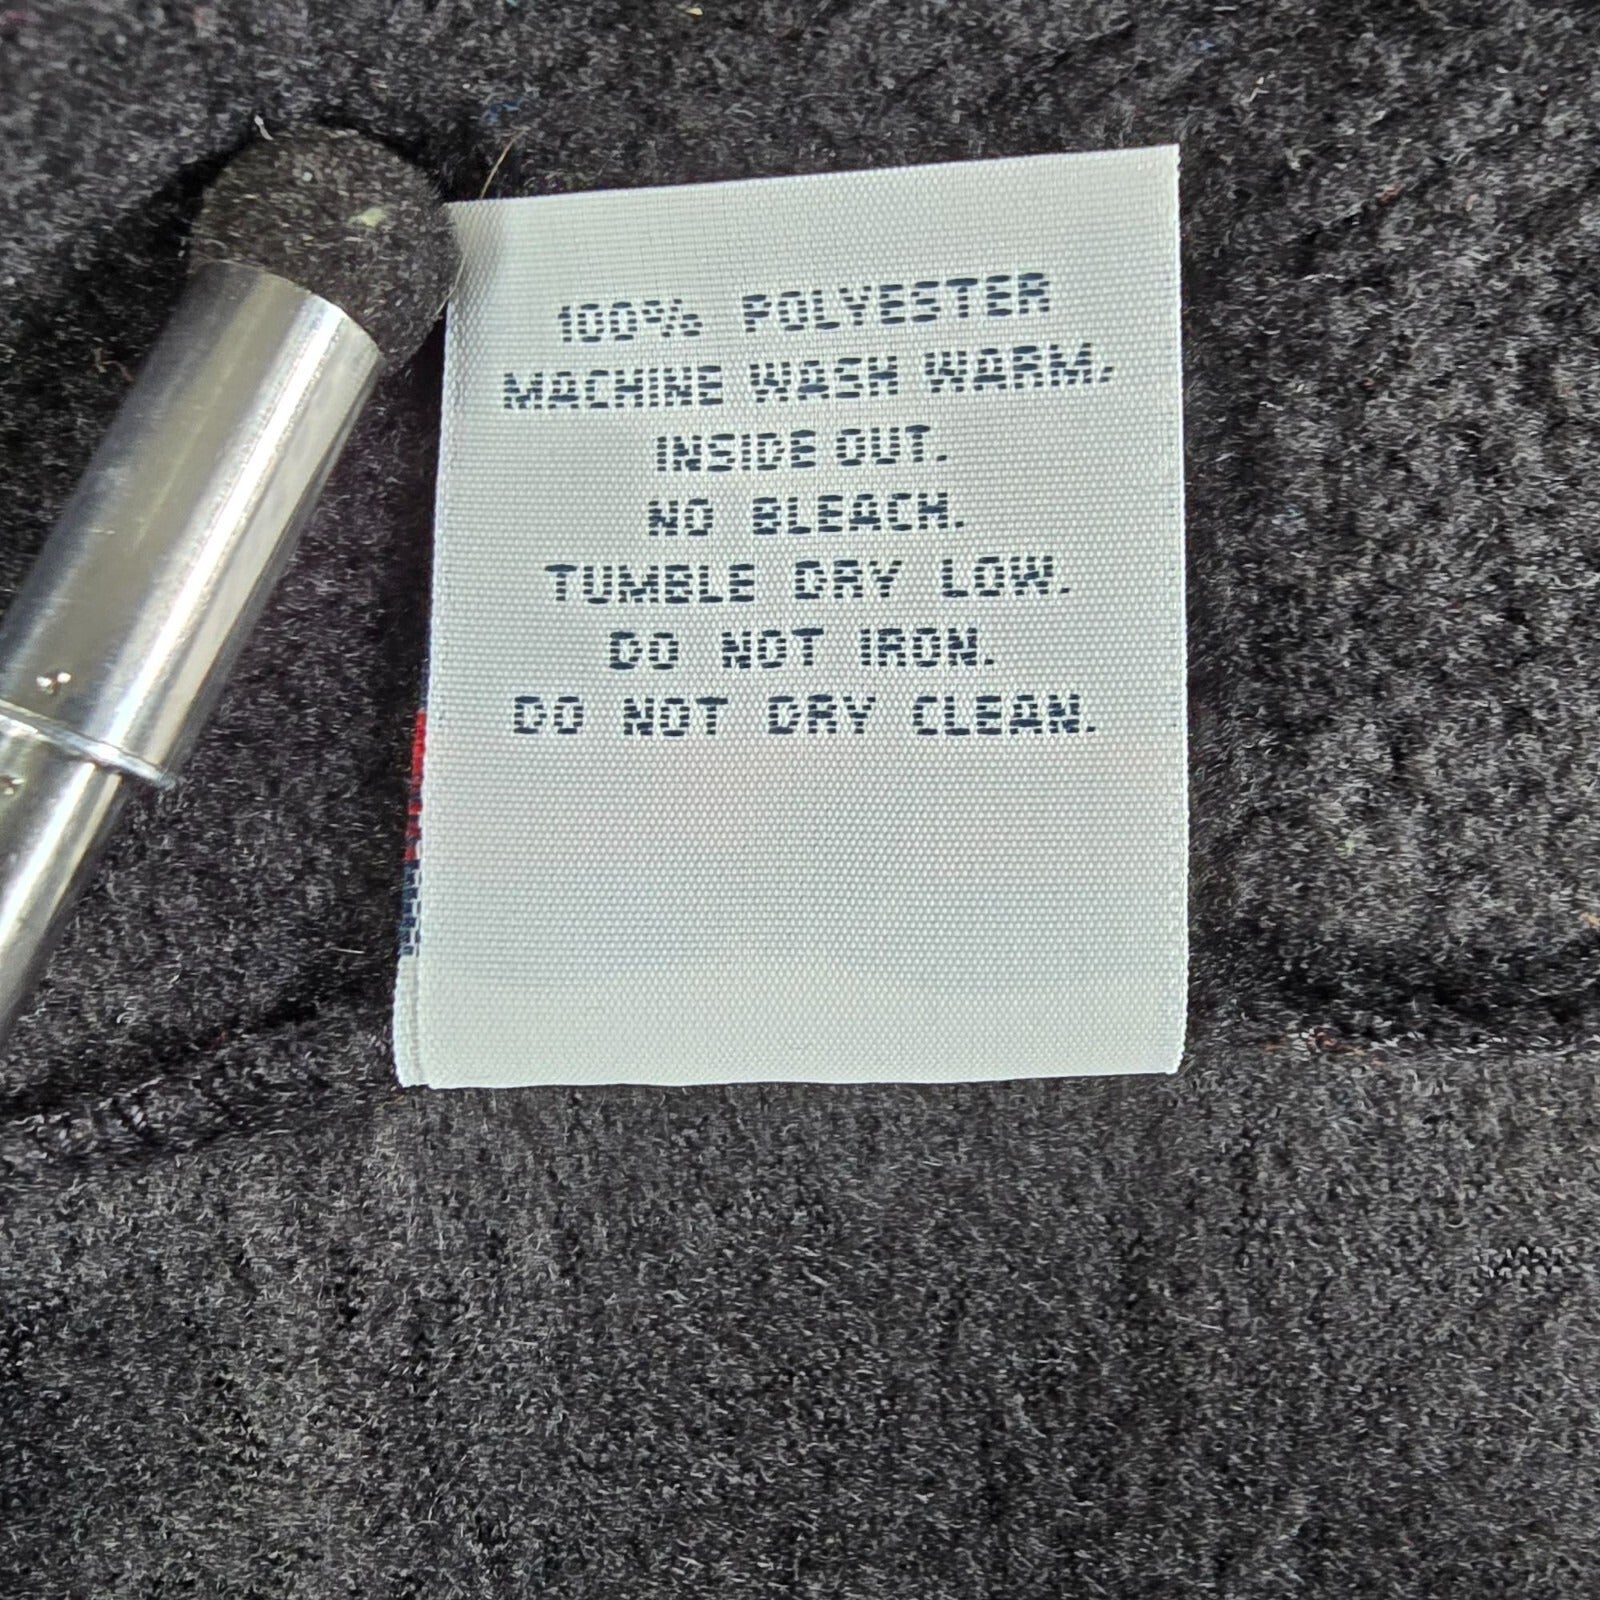 100% POLYESTER
MACHINE WASH WARM,
INSIDE OUT.
NO BLEACH.
TUMBLE DRY LOW.
DO NOT IRON.
DO NOT DRY CLEAN.